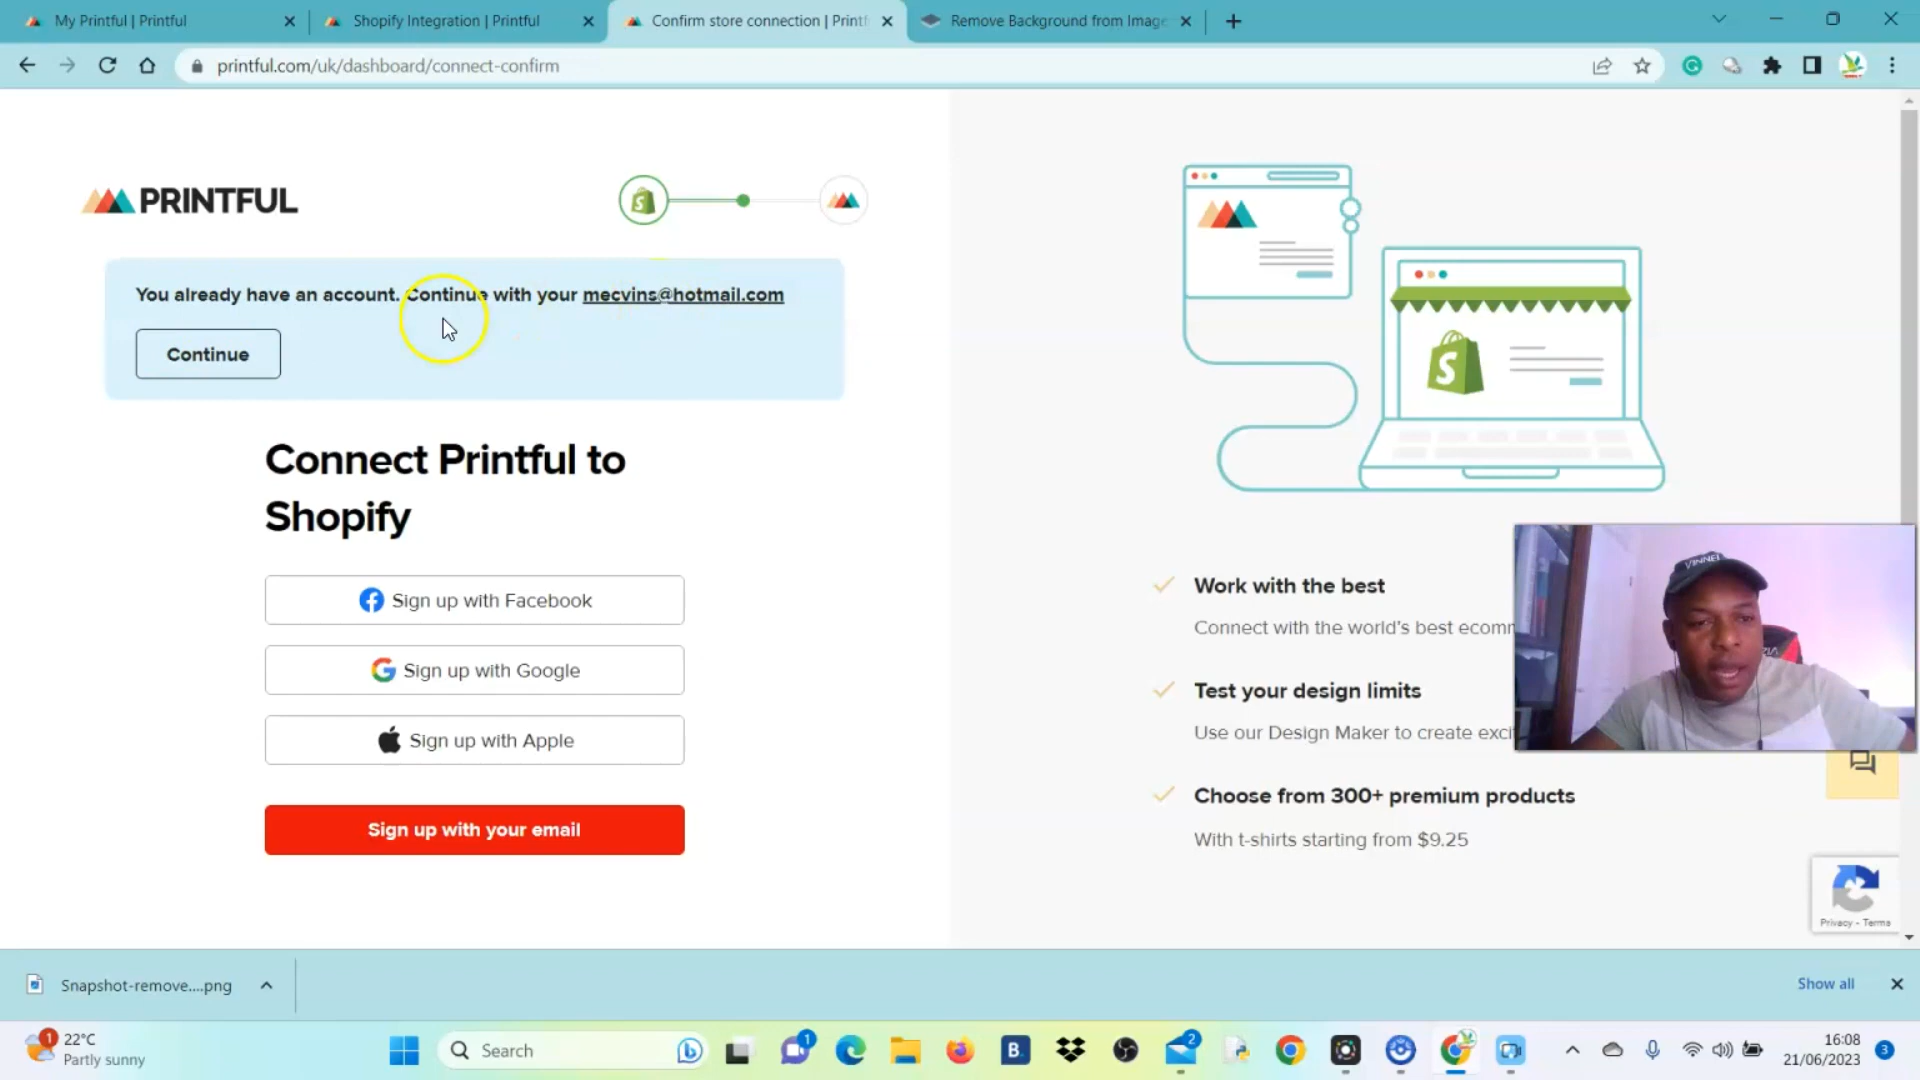 My Printful | Printful
Shopify Integration | Printful
Confirm store connection | Printf
Remove Background from Image
printful.com/uk/dashboard/connect-confirm
PRINTFUL
You already have an account. Continue with your mecvins@hotmail.com
Continue
Connect Printful to
Shopify
Sign up with Facebook
Sign up with Google
Sign up with Apple
Sign up with your email
Work with the best
Connect with the world's best ecomm
Test your design limits
Use our Design Maker to create exci
Choose from 300+ premium products
With t-shirts starting from $9.25
Privacy - Terms
Snapshot-remove....png
Show all
22°C
Partly sunny
Search
16:08
21/06/2023